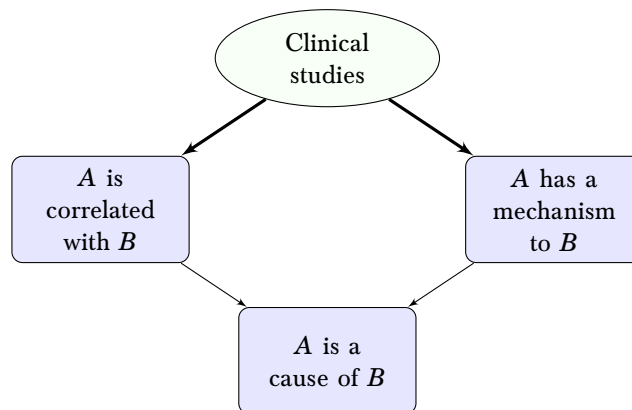 Clinical
studies
A is
correlated
with B
A has a
mechanism
to B
A is a
cause of B